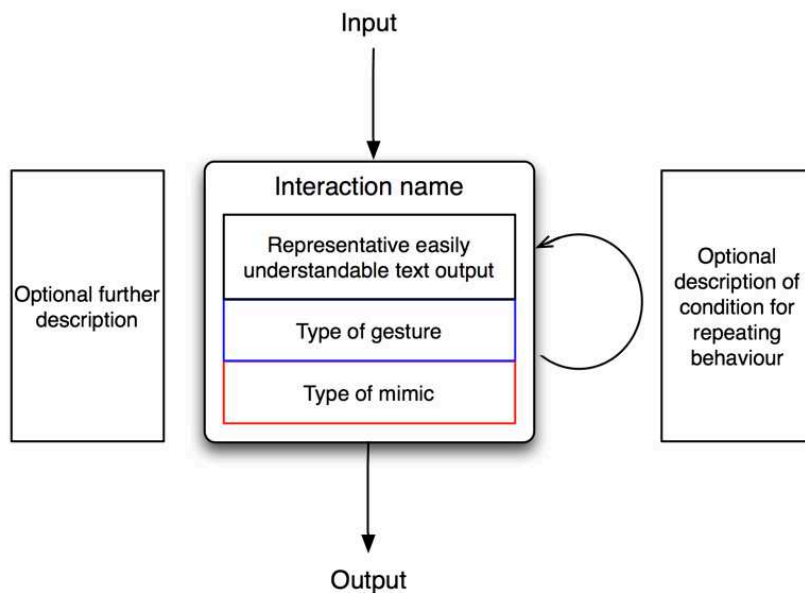 Input
Interaction name
Representative easily
understandable text output
Type of gesture
Type of mimic
Optional further
description
Optional
description of
condition for
repeating
behaviour
Output